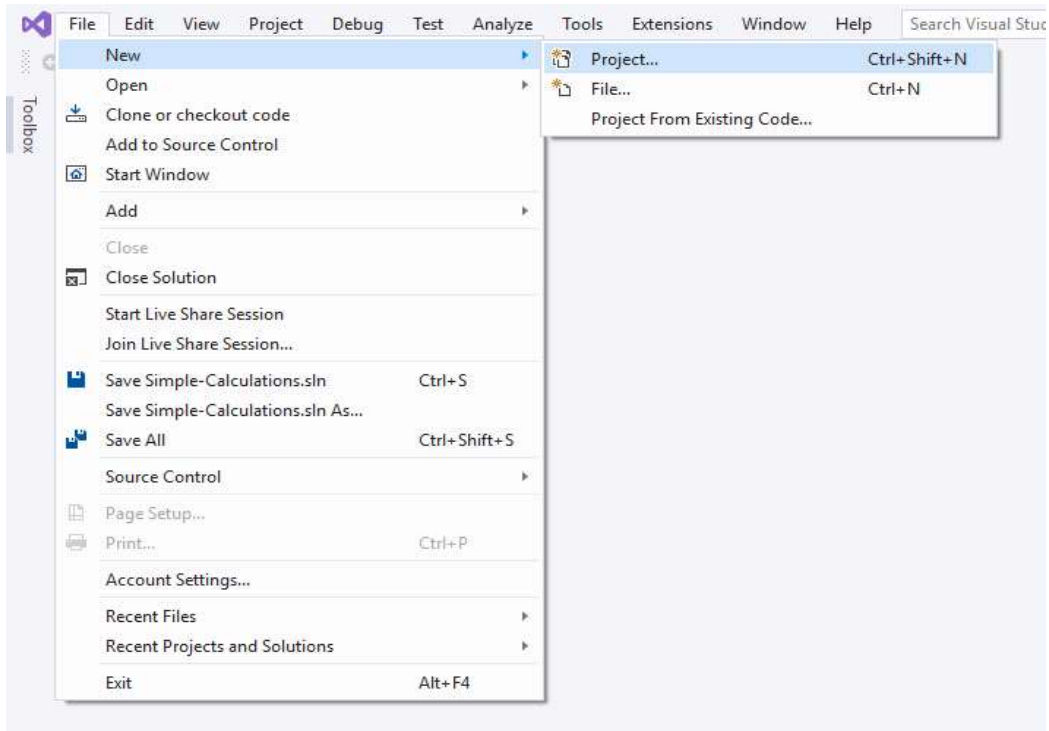 File Edit View Project Debug Test Analyze Tools Extensions Window Help Search Visual Stud
New
Project... Ctrl+Shift+N
Open
File... Ctrl+N
Clone or checkout code
Project From Existing Code...
Toolbox
Add to Source Control
Start Window
Add
Close
Close Solution
Start Live Share Session
Join Live Share Session...
Save Simple-Calculations.sln Ctrl+S
Save Simple-Calculations.sln As...
Save All Ctrl+Shift+S
Source Control
Page Setup...
Print... Ctrl+P
Account Settings...
Recent Files
Recent Projects and Solutions
Exit Alt+F4